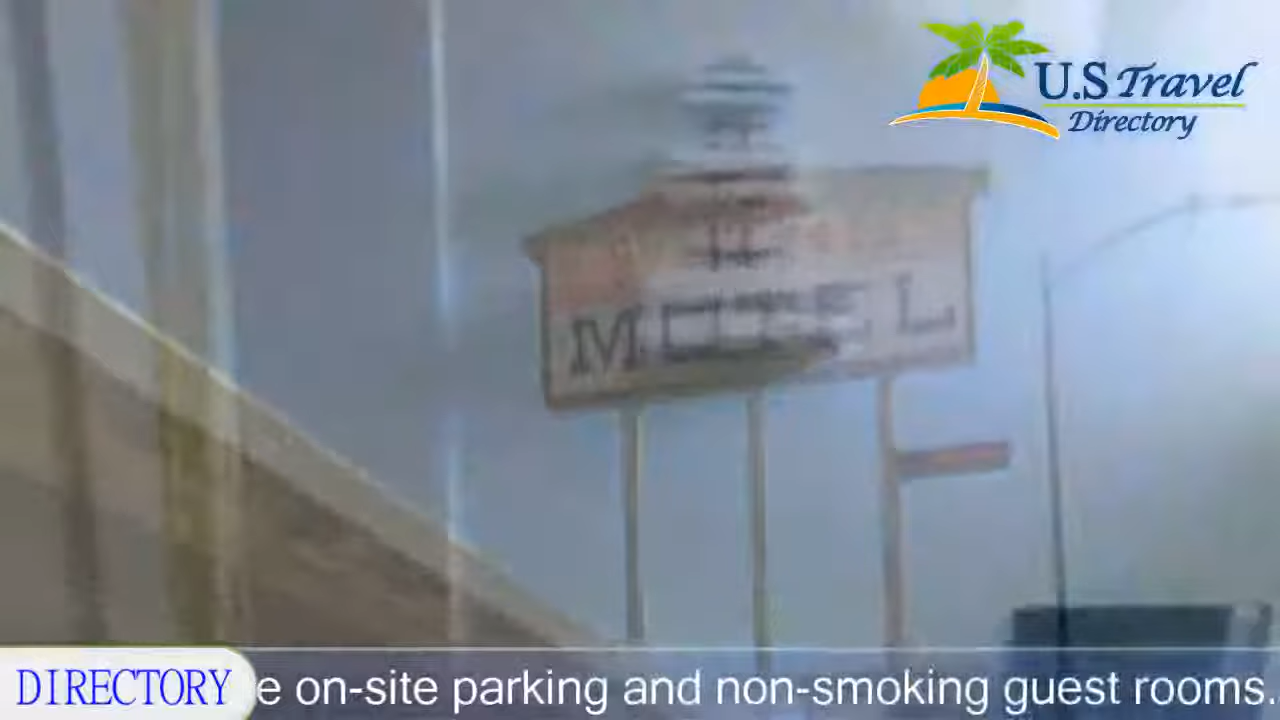 U.S Travel
Directory
MOTEL
DIRECTORY e on-site parking and non-smoking guest rooms.